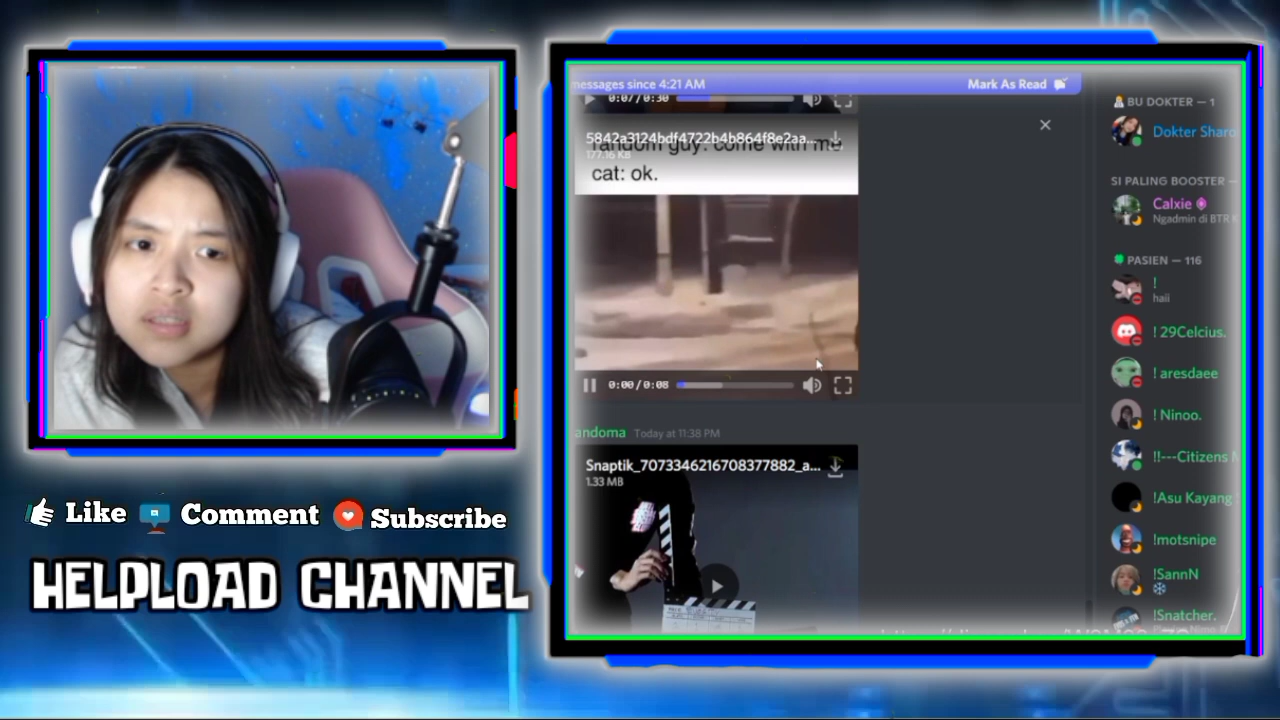 Like Comment Subscribe
HELPLOAD CHANNEL
messages since 4:21 AM Mark As Read
0:07/0:30
5842a3124bdf4722b4b864f8e2aa...
177.16 KB
random guy: come with me
cat: ok.
0:00/0:08
andoma Today at 11:38 PM
Snaptik_7073346216708377882_a...
1.33 MB
BU DOKTER — 1
Dokter Sharo
SI PALING BOOSTER —
Calxie
Ngadmin di BTR
PASIEN — 116
!
haii
! 29Celcius.
! aresdaee
! Ninoo.
!!---Citizens
!Asu Kayang
!motsnipe
!SannN
!Snatcher.